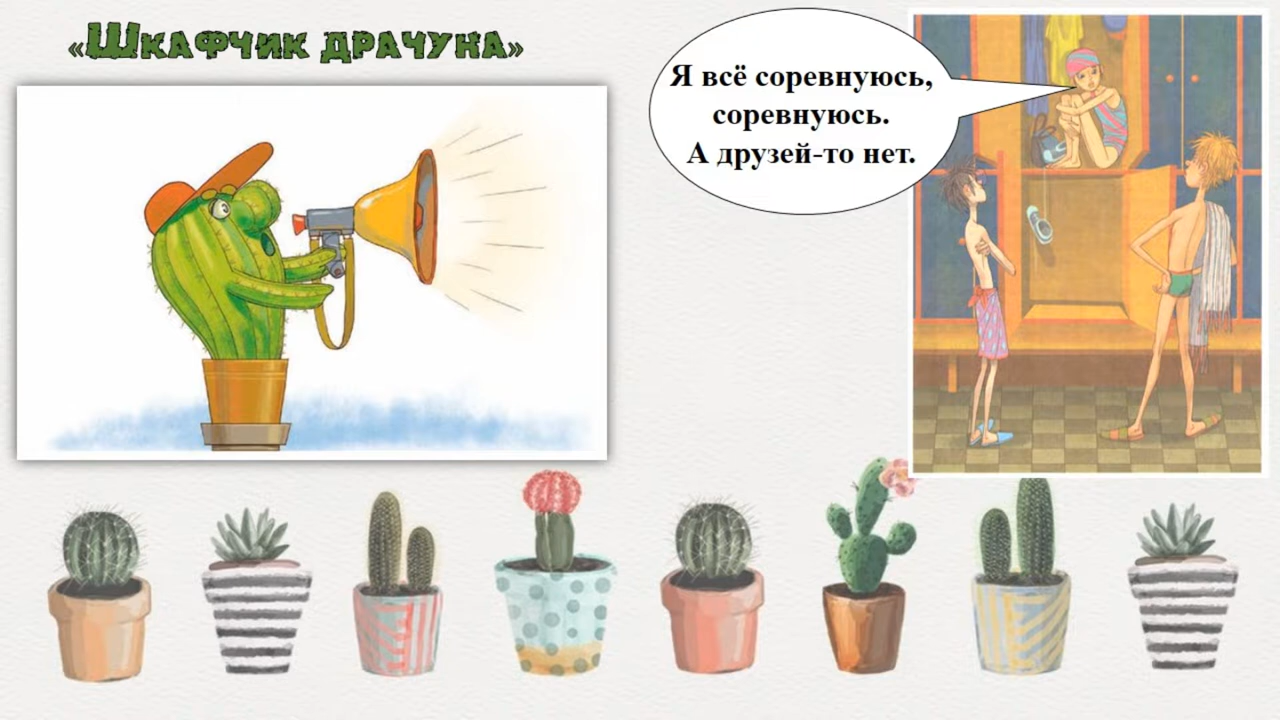 «Шкафчик драчуна»
Я всё соревнуюсь,
соревнуюсь.
А друзей-то нет.